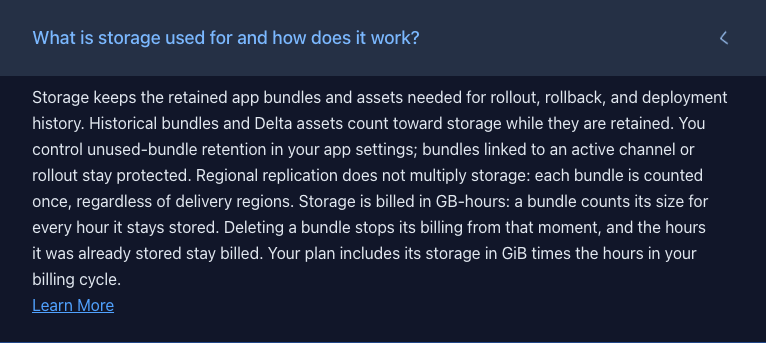 What is storage used for and how does it work?
Storage keeps the retained app bundles and assets needed for rollout, rollback, and deployment
history. Historical bundles and Delta assets count toward storage while they are retained. You
control unused-bundle retention in your app settings; bundles linked to an active channel or
rollout stay protected. Regional replication does not multiply storage: each bundle is counted
once, regardless of delivery regions. Storage is billed in GB-hours: a bundle counts its size for
every hour it stays stored. Deleting a bundle stops its billing from that moment, and the hours
it was already stored stay billed. Your plan includes its storage in GiB times the hours in your
billing cycle.
Learn More